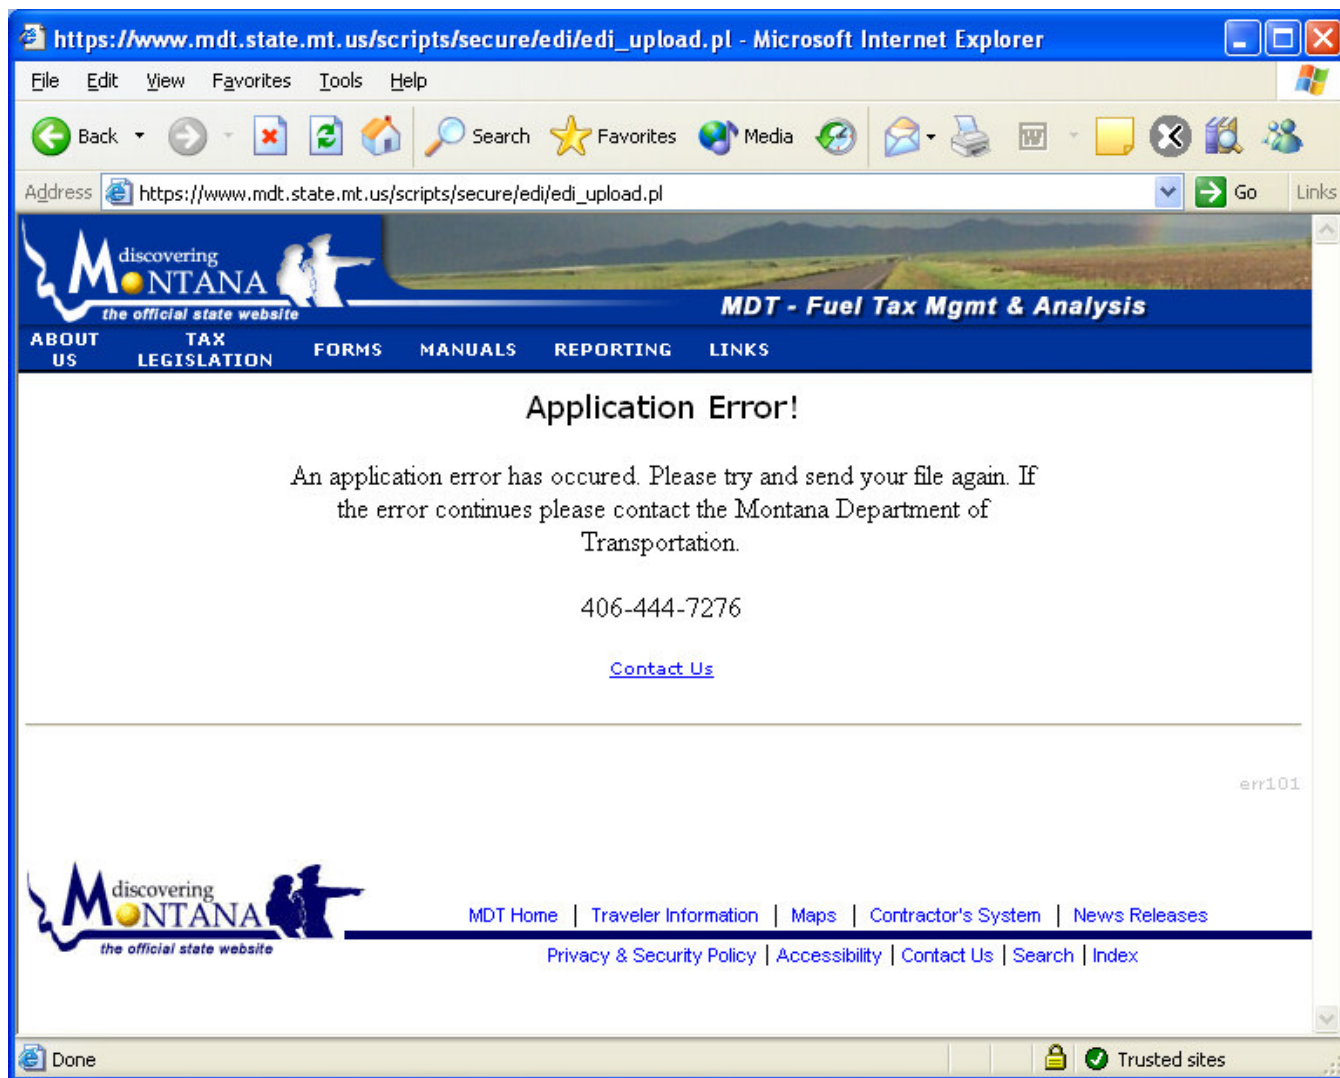 https://www.mdt.state.mt.us/scripts/secure/edi/edi_upload.pl - Microsoft Internet Explorer
File Edit View Favorites Tools Help
Back Search Favorites Media
Address https://www.mdt.state.mt.us/scripts/secure/edi/edi_upload.pl Go Links
discovering
MONTANA
the official state website
MDT - Fuel Tax Mgmt & Analysis
ABOUT US TAX LEGISLATION FORMS MANUALS REPORTING LINKS
Application Error!
An application error has occured. Please try and send your file again. If
the error continues please contact the Montana Department of
Transportation.
406-444-7276
Contact Us
err101
discovering
MONTANA
the official state website
MDT Home | Traveler Information | Maps | Contractor's System | News Releases
Privacy & Security Policy | Accessibility | Contact Us | Search | Index
Done Trusted sites